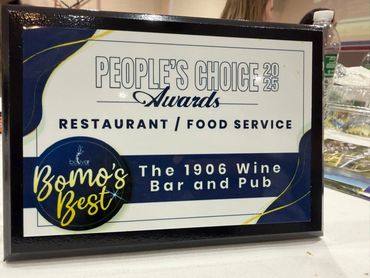 PEOPLE'S CHOICE 2025
Awards
RESTAURANT / FOOD SERVICE
Bomo's
Best
The 1906 Wine
Bar and Pub